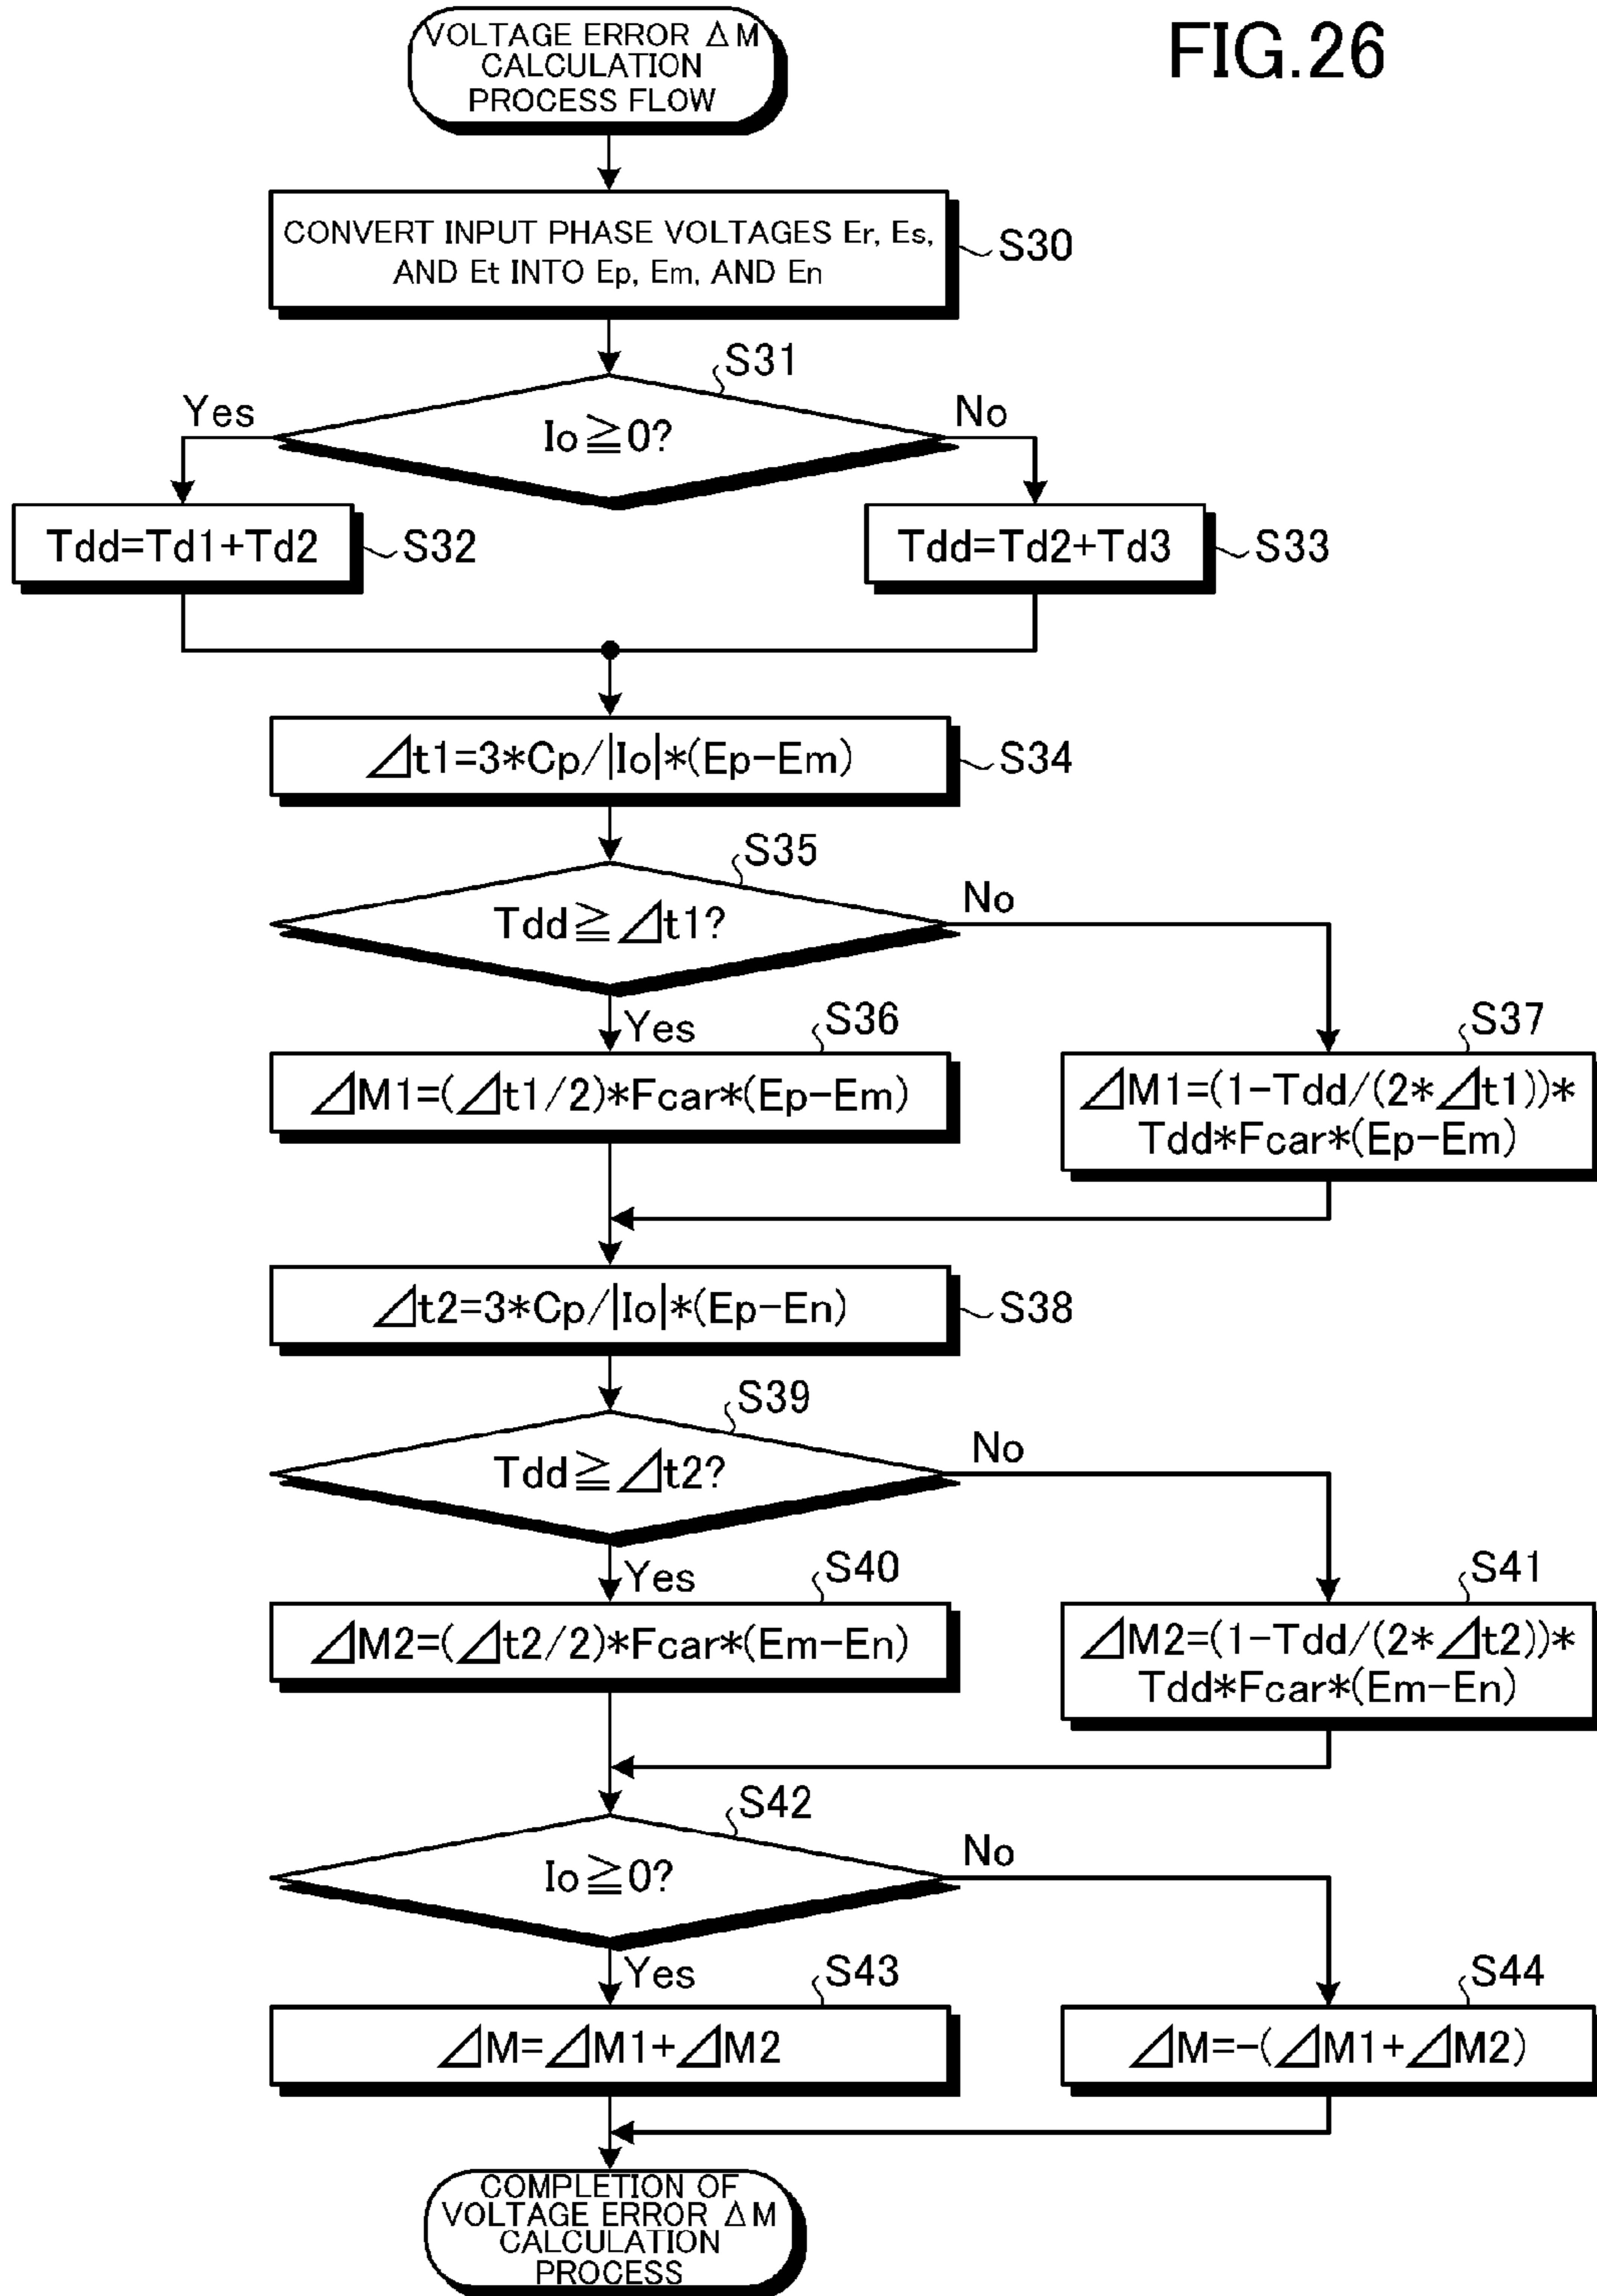 FIG.26
VOLTAGE ERROR ΔM
CALCULATION
PROCESS FLOW
CONVERT INPUT PHASE VOLTAGES Er, Es,
AND Et INTO Ep, Em, AND En
S30
S31
Io≧0?
Yes
No
Tdd=Td1+Td2
S32
Tdd=Td2+Td3
S33
⊿t1=3*Cp/|Io|*(Ep-Em)
S34
S35
Tdd≧⊿t1?
No
Yes
S36
⊿M1=(⊿t1/2)*Fcar*(Ep-Em)
S37
⊿M1=(1-Tdd/(2*⊿t1))*
Tdd*Fcar*(Ep-Em)
⊿t2=3*Cp/|Io|*(Ep-En)
S38
S39
Tdd≧⊿t2?
No
Yes
S40
⊿M2=(⊿t2/2)*Fcar*(Em-En)
S41
⊿M2=(1-Tdd/(2*⊿t2))*
Tdd*Fcar*(Em-En)
S42
Io≧0?
No
Yes
S43
⊿M=⊿M1+⊿M2
S44
⊿M=-(⊿M1+⊿M2)
COMPLETION OF
VOLTAGE ERROR ΔM
CALCULATION
PROCESS